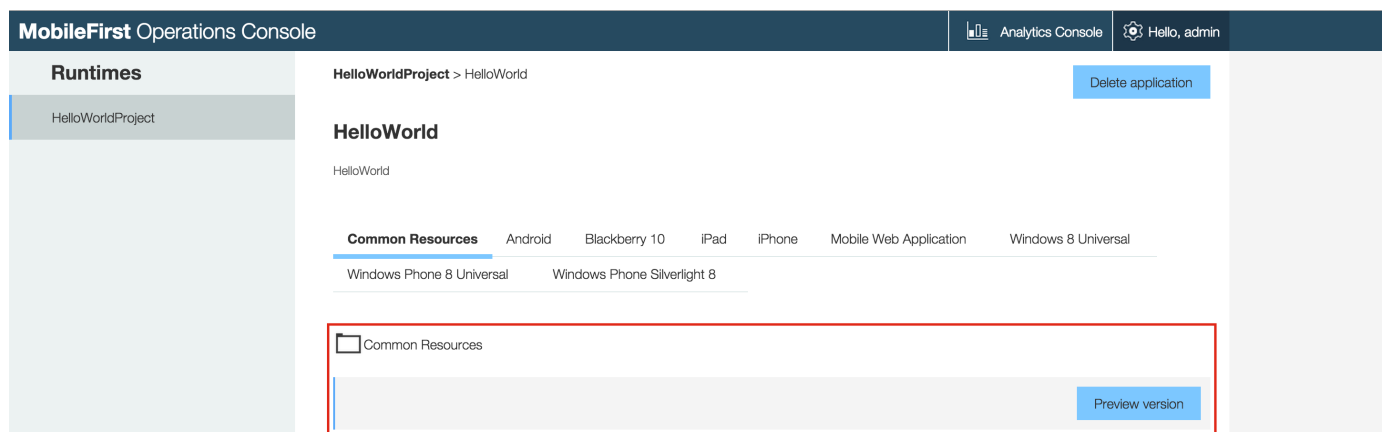 MobileFirst Operations Console
Analytics Console
Hello, admin
Runtimes
HelloWorldProject
HelloWorldProject > HelloWorld
Delete application
HelloWorld
HelloWorld
Common Resources Android Blackberry 10 iPad iPhone Mobile Web Application Windows 8 Universal
Windows Phone 8 Universal Windows Phone Silverlight 8
Common Resources
Preview version